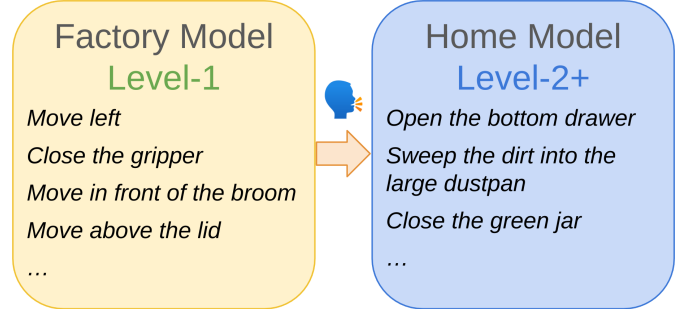 Factory Model
Level-1
Move left
Close the gripper
Move in front of the broom
Move above the lid
…
Home Model
Level-2+
Open the bottom drawer
Sweep the dirt into the
large dustpan
Close the green jar
…